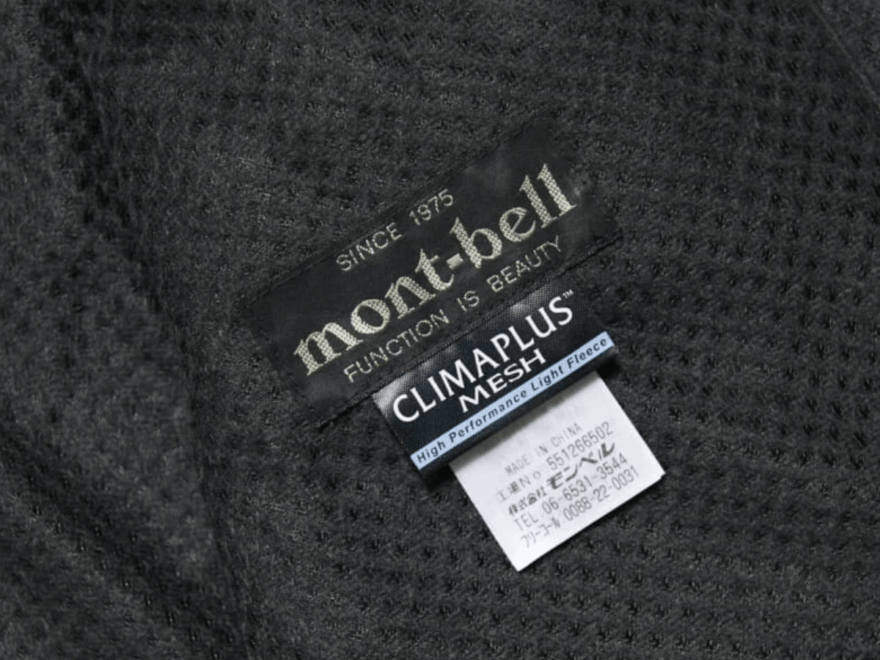 SINCE 1975
mont-bell
FUNCTION IS BEAUTY
CLIMAPLUS™
MESH
High Performance Light Fleece
MADE IN CHINA
工場No 551266502
株式会社モンベル
TEL 06-6531-3544
フリーコール 0088-22-0031